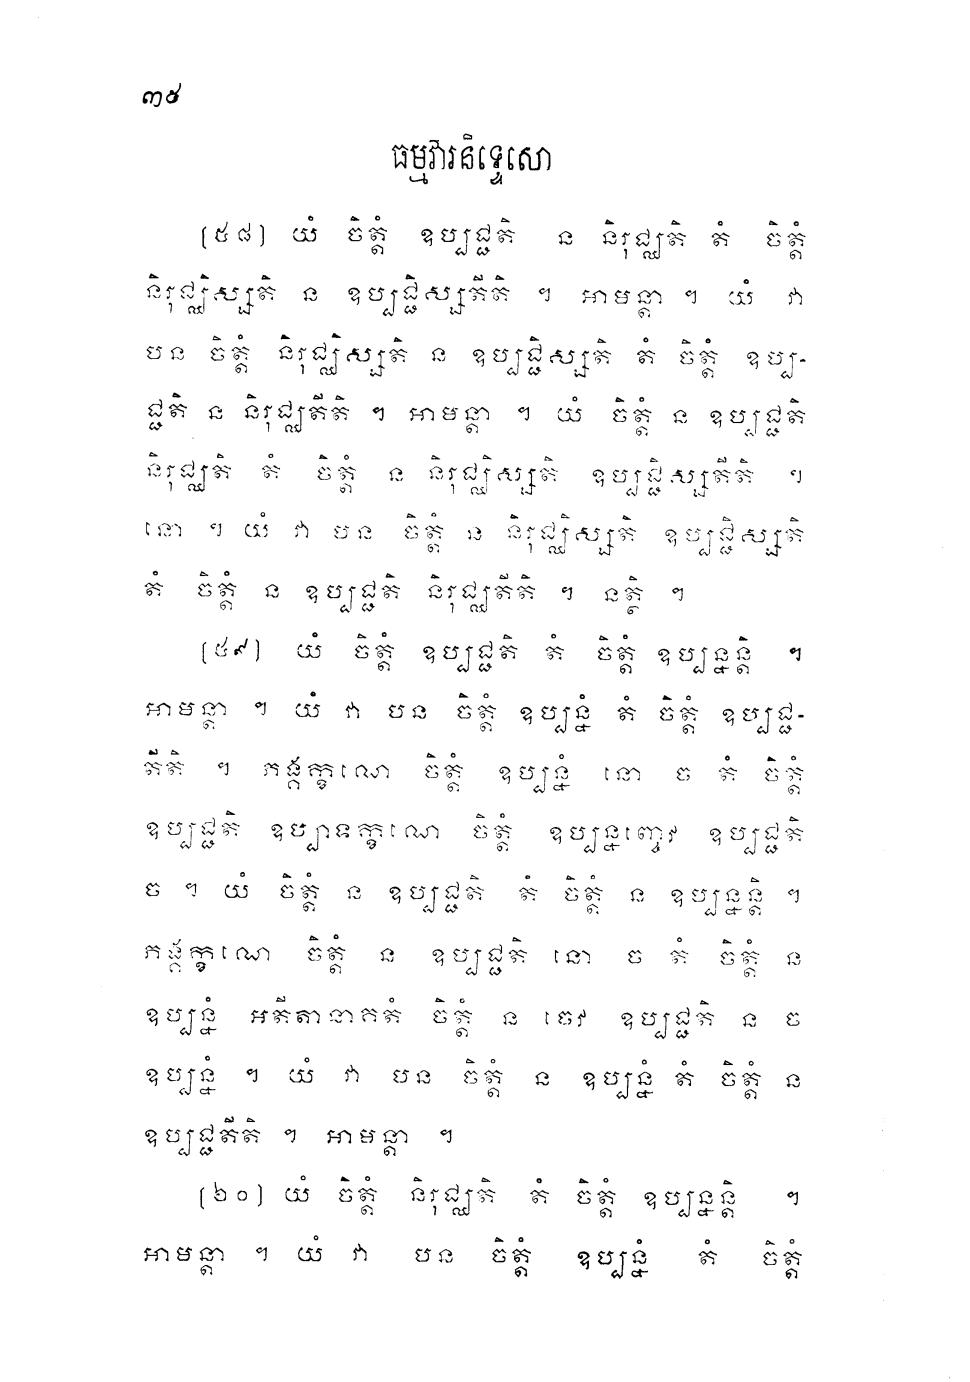 ៣៩
ធម្មវារនិទ្ទេសោ
(៥៨) យំ ចិត្តំ ឧប្បជ្ជតិ ន និរុជ្ឈតិ តំ ចិត្តំ
និរុជ្ឈិស្សតិ ន ឧប្បជ្ជិស្សតីតិ ។ អាមន្តា ។ យំ វា
បន ចិត្តំ និរុជ្ឈិស្សតិ ន ឧប្បជ្ជិស្សតិ តំ ចិត្តំ ឧប្ប-
ជ្ជតិ ន និរុជ្ឈតីតិ ។ អាមន្តា ។ យំ ចិត្តំ ន ឧប្បជ្ជតិ
និរុជ្ឈតិ តំ ចិត្តំ ន និរុជ្ឈិស្សតិ ឧប្បជ្ជិស្សតីតិ ។
នោ ។ យំ វា បន ចិត្តំ ន និរុជ្ឈិស្សតិ ឧប្បជ្ជិស្សតិ
តំ ចិត្តំ ន ឧប្បជ្ជតិ និរុជ្ឈតីតិ ។ នត្ថិ ។
(៥៩) យំ ចិត្តំ ឧប្បជ្ជតិ តំ ចិត្តំ ឧប្បន្នន្តិ ។
អាមន្តា ។ យំ វា បន ចិត្តំ ឧប្បន្នំ តំ ចិត្តំ ឧប្បជ្ជ-
តីតិ ។ ភង្គក្ខណេ ចិត្តំ ឧប្បន្នំ នោ ច តំ ចិត្តំ
ឧប្បជ្ជតិ ឧប្បាទក្ខណេ ចិត្តំ ឧប្បន្នញ្ចេវ ឧប្បជ្ជតិ
ច ។ យំ ចិត្តំ ន ឧប្បជ្ជតិ តំ ចិត្តំ ន ឧប្បន្នន្តិ ។
ភង្គក្ខណេ ចិត្តំ ន ឧប្បជ្ជតិ នោ ច តំ ចិត្តំ ន
ឧប្បន្នំ អតីតានាគតំ ចិត្តំ ន ចេវ ឧប្បជ្ជតិ ន ច
ឧប្បន្នំ ។ យំ វា បន ចិត្តំ ន ឧប្បន្នំ តំ ចិត្តំ ន
ឧប្បជ្ជតីតិ ។ អាមន្តា ។
(៦០) យំ ចិត្តំ និរុជ្ឈតិ តំ ចិត្តំ ឧប្បន្នន្តិ ។
អាមន្តា ។ យំ វា បន ចិត្តំ ឧប្បន្នំ តំ ចិត្តំ